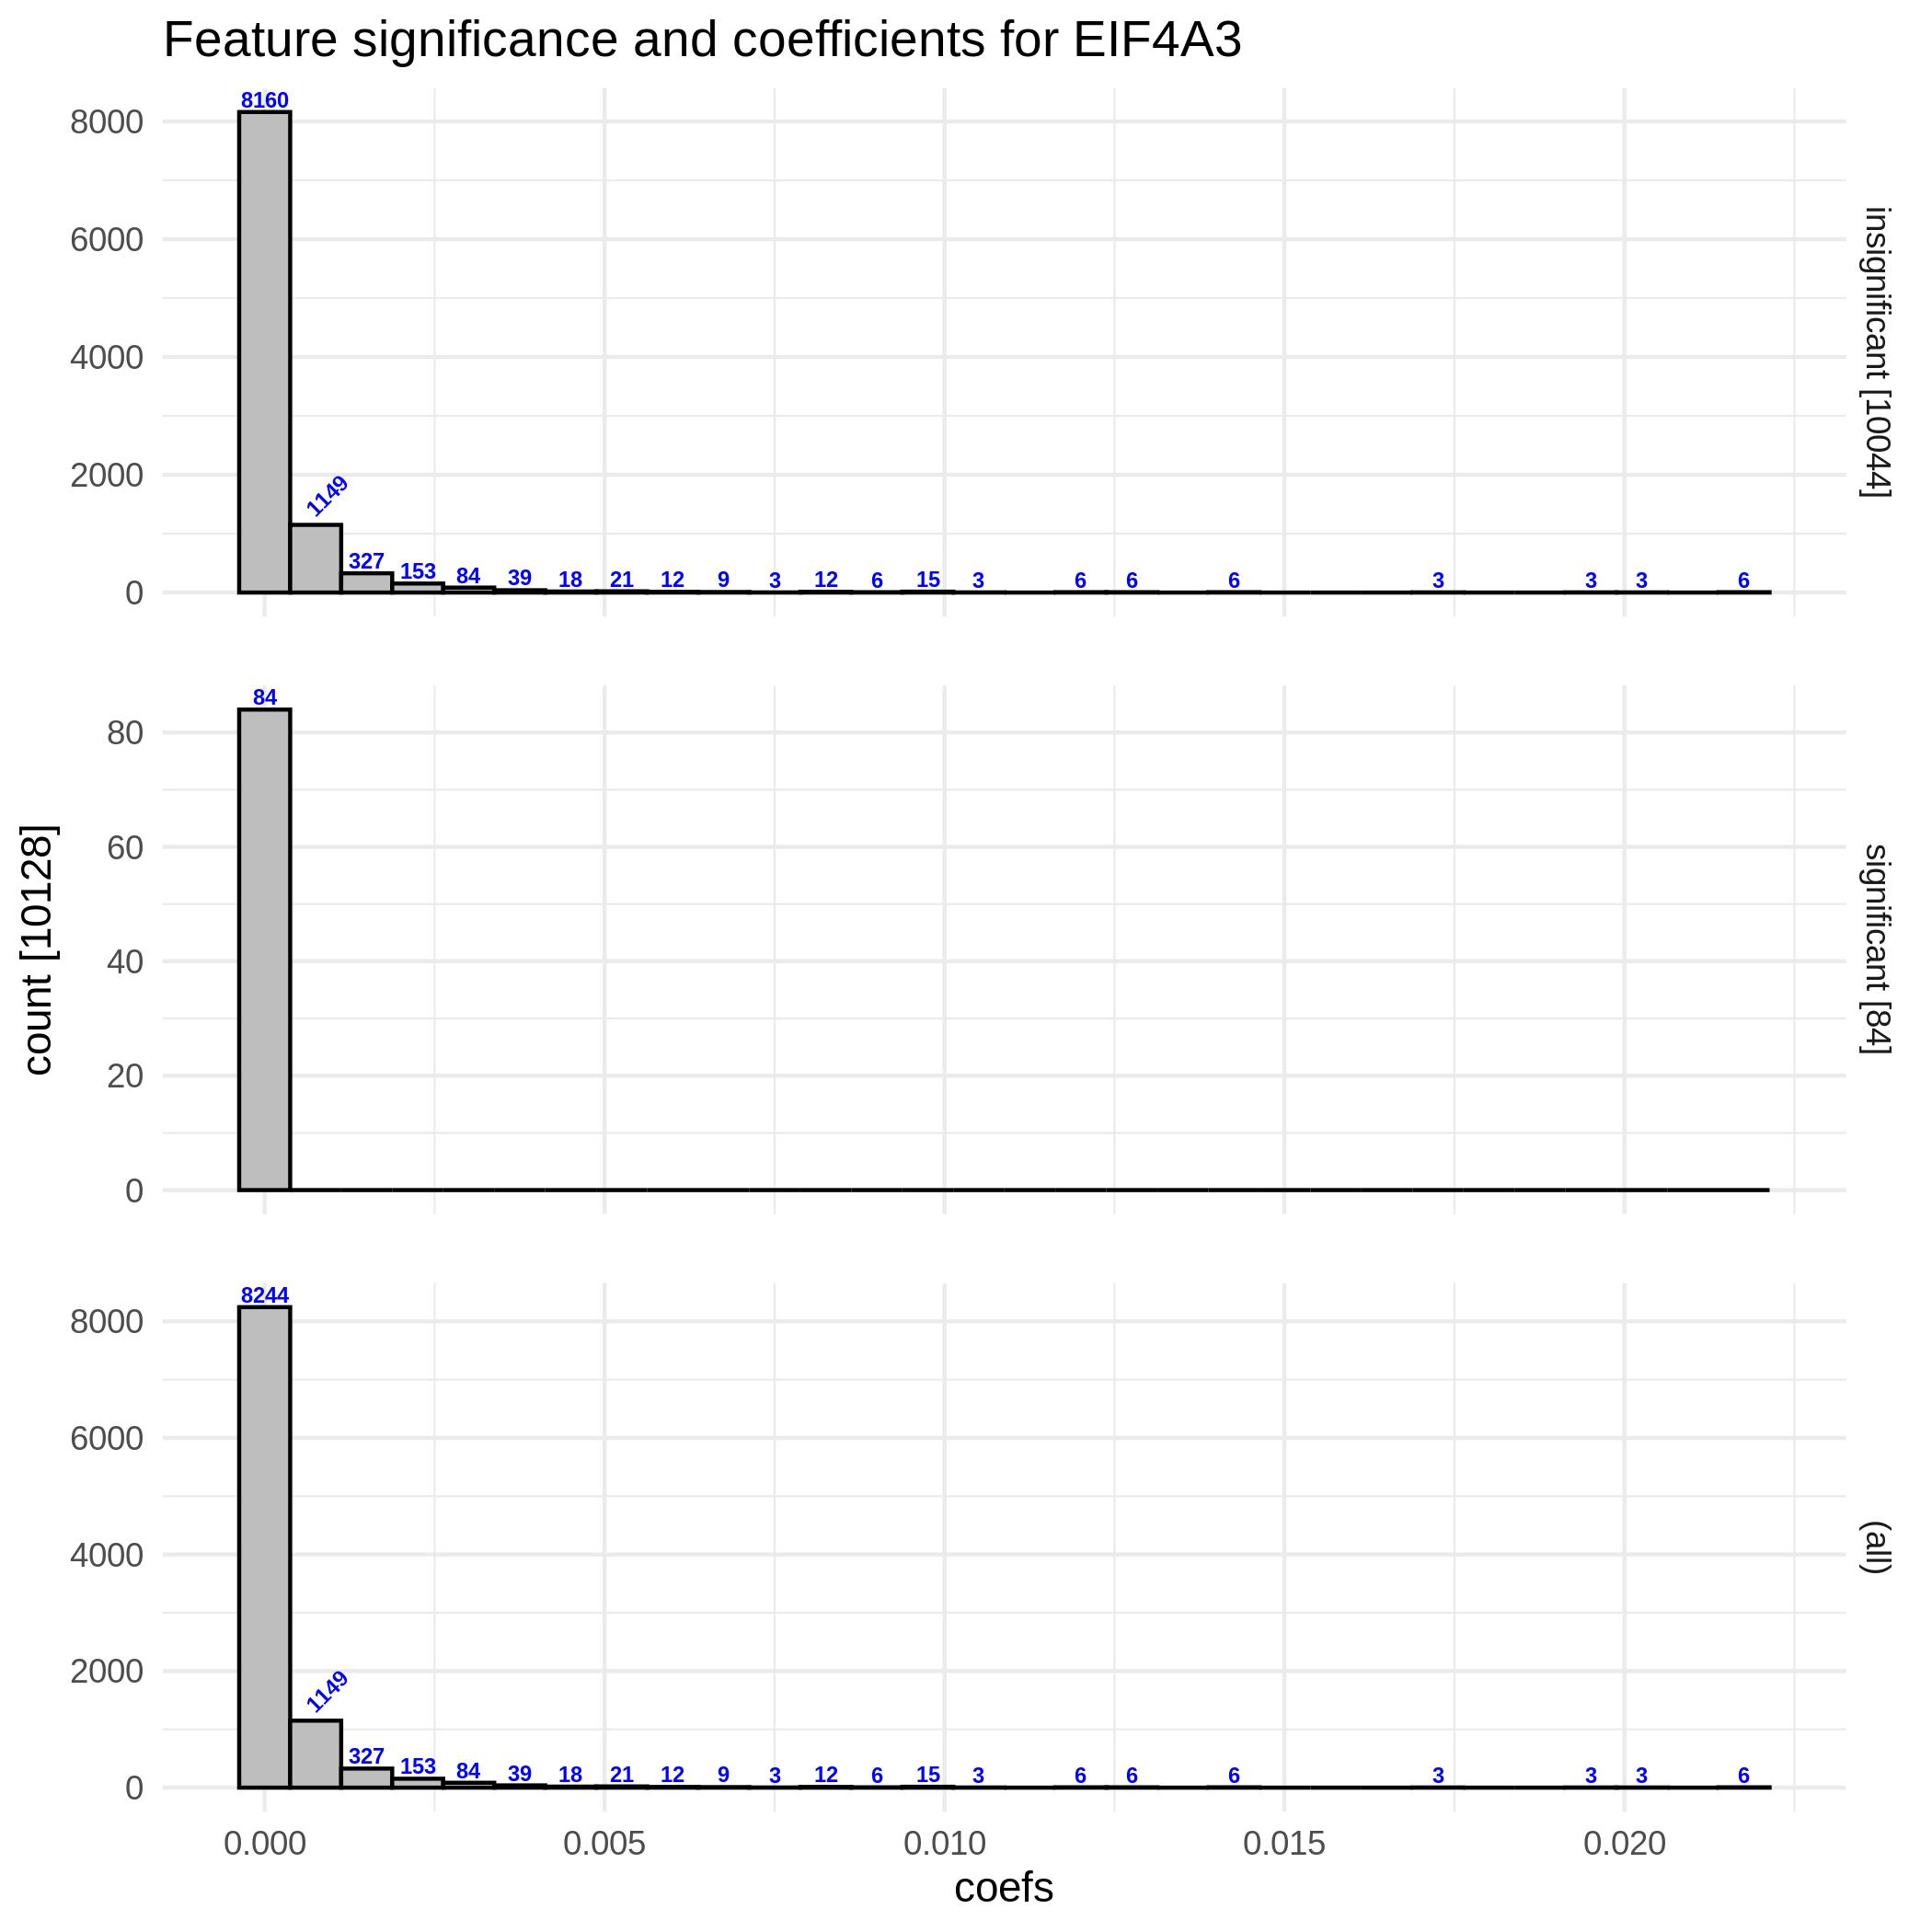 Feature significance and coefficients for EIF4A3
8160
8000
6000
4000
2000
0
1149
327 153 84 39 18 21 12 9 3 12 6 15 3 6 6 6 3 3 3 6
insignificant [10044]
84
80
60
40
20
0
significant [84]
count [10128]
8244
8000
6000
4000
2000
0
1149
327 153 84 39 18 21 12 9 3 12 6 15 3 6 6 6 3 3 3 6
(all)
0.000 0.005 0.010 0.015 0.020
coefs